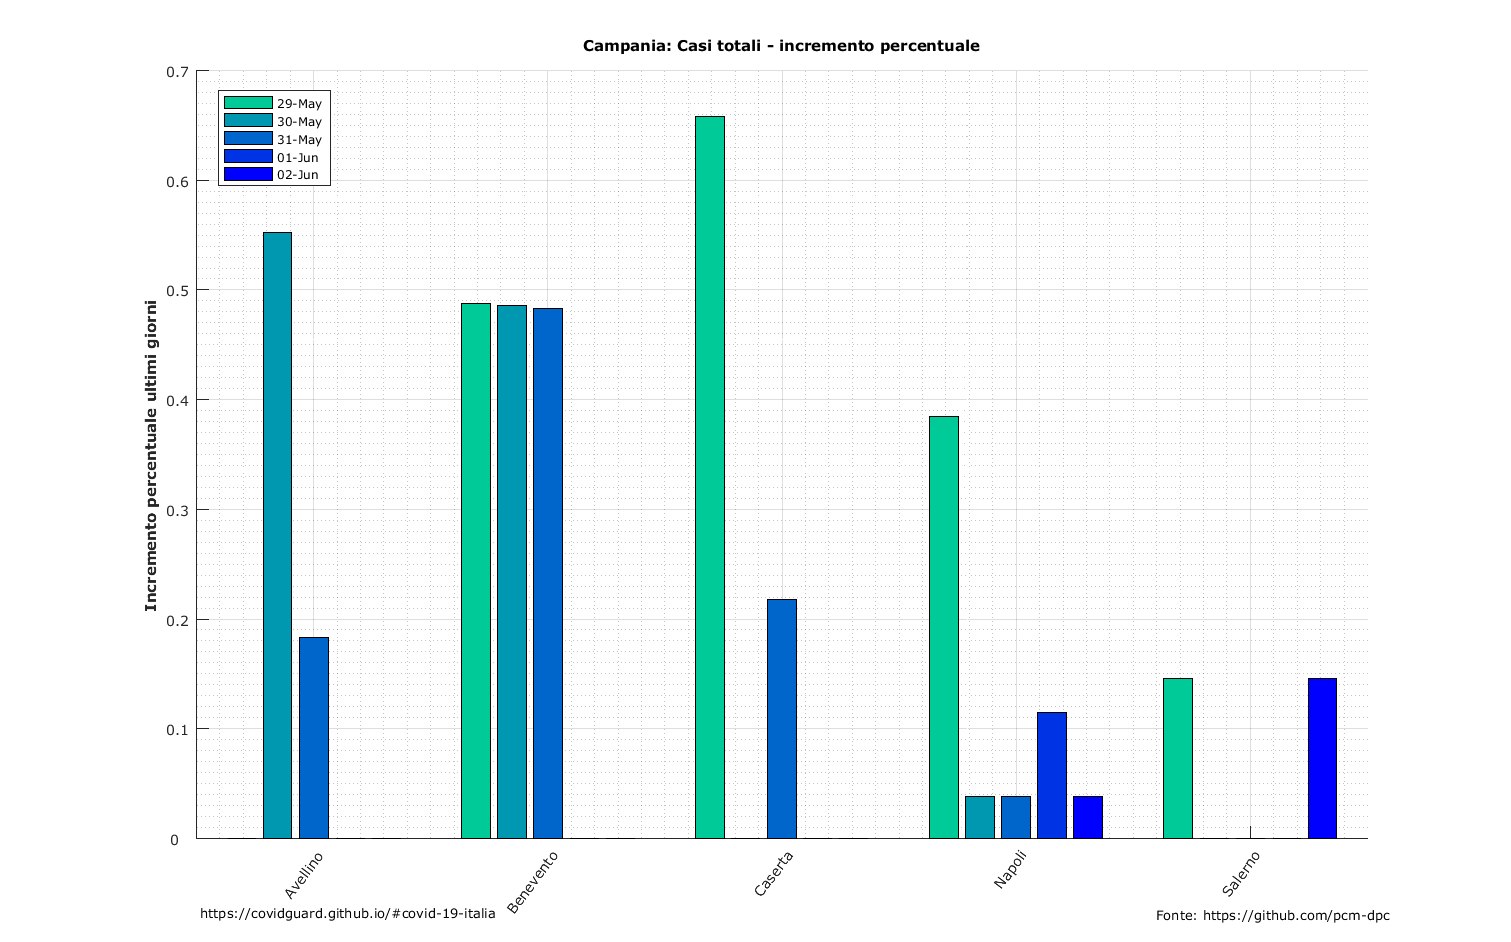 Campania: Casi totali - incremento percentuale
0.7
0.6
0.5
0.4
0.3
0.2
0.1
0
Incremento percentuale ultimi giorni
29-May
30-May
31-May
01-Jun
02-Jun
Avellino
Benevento
Caserta
Napoli
Salerno
https://covidguard.github.io/#covid-19-italia
Fonte: https://github.com/pcm-dpc